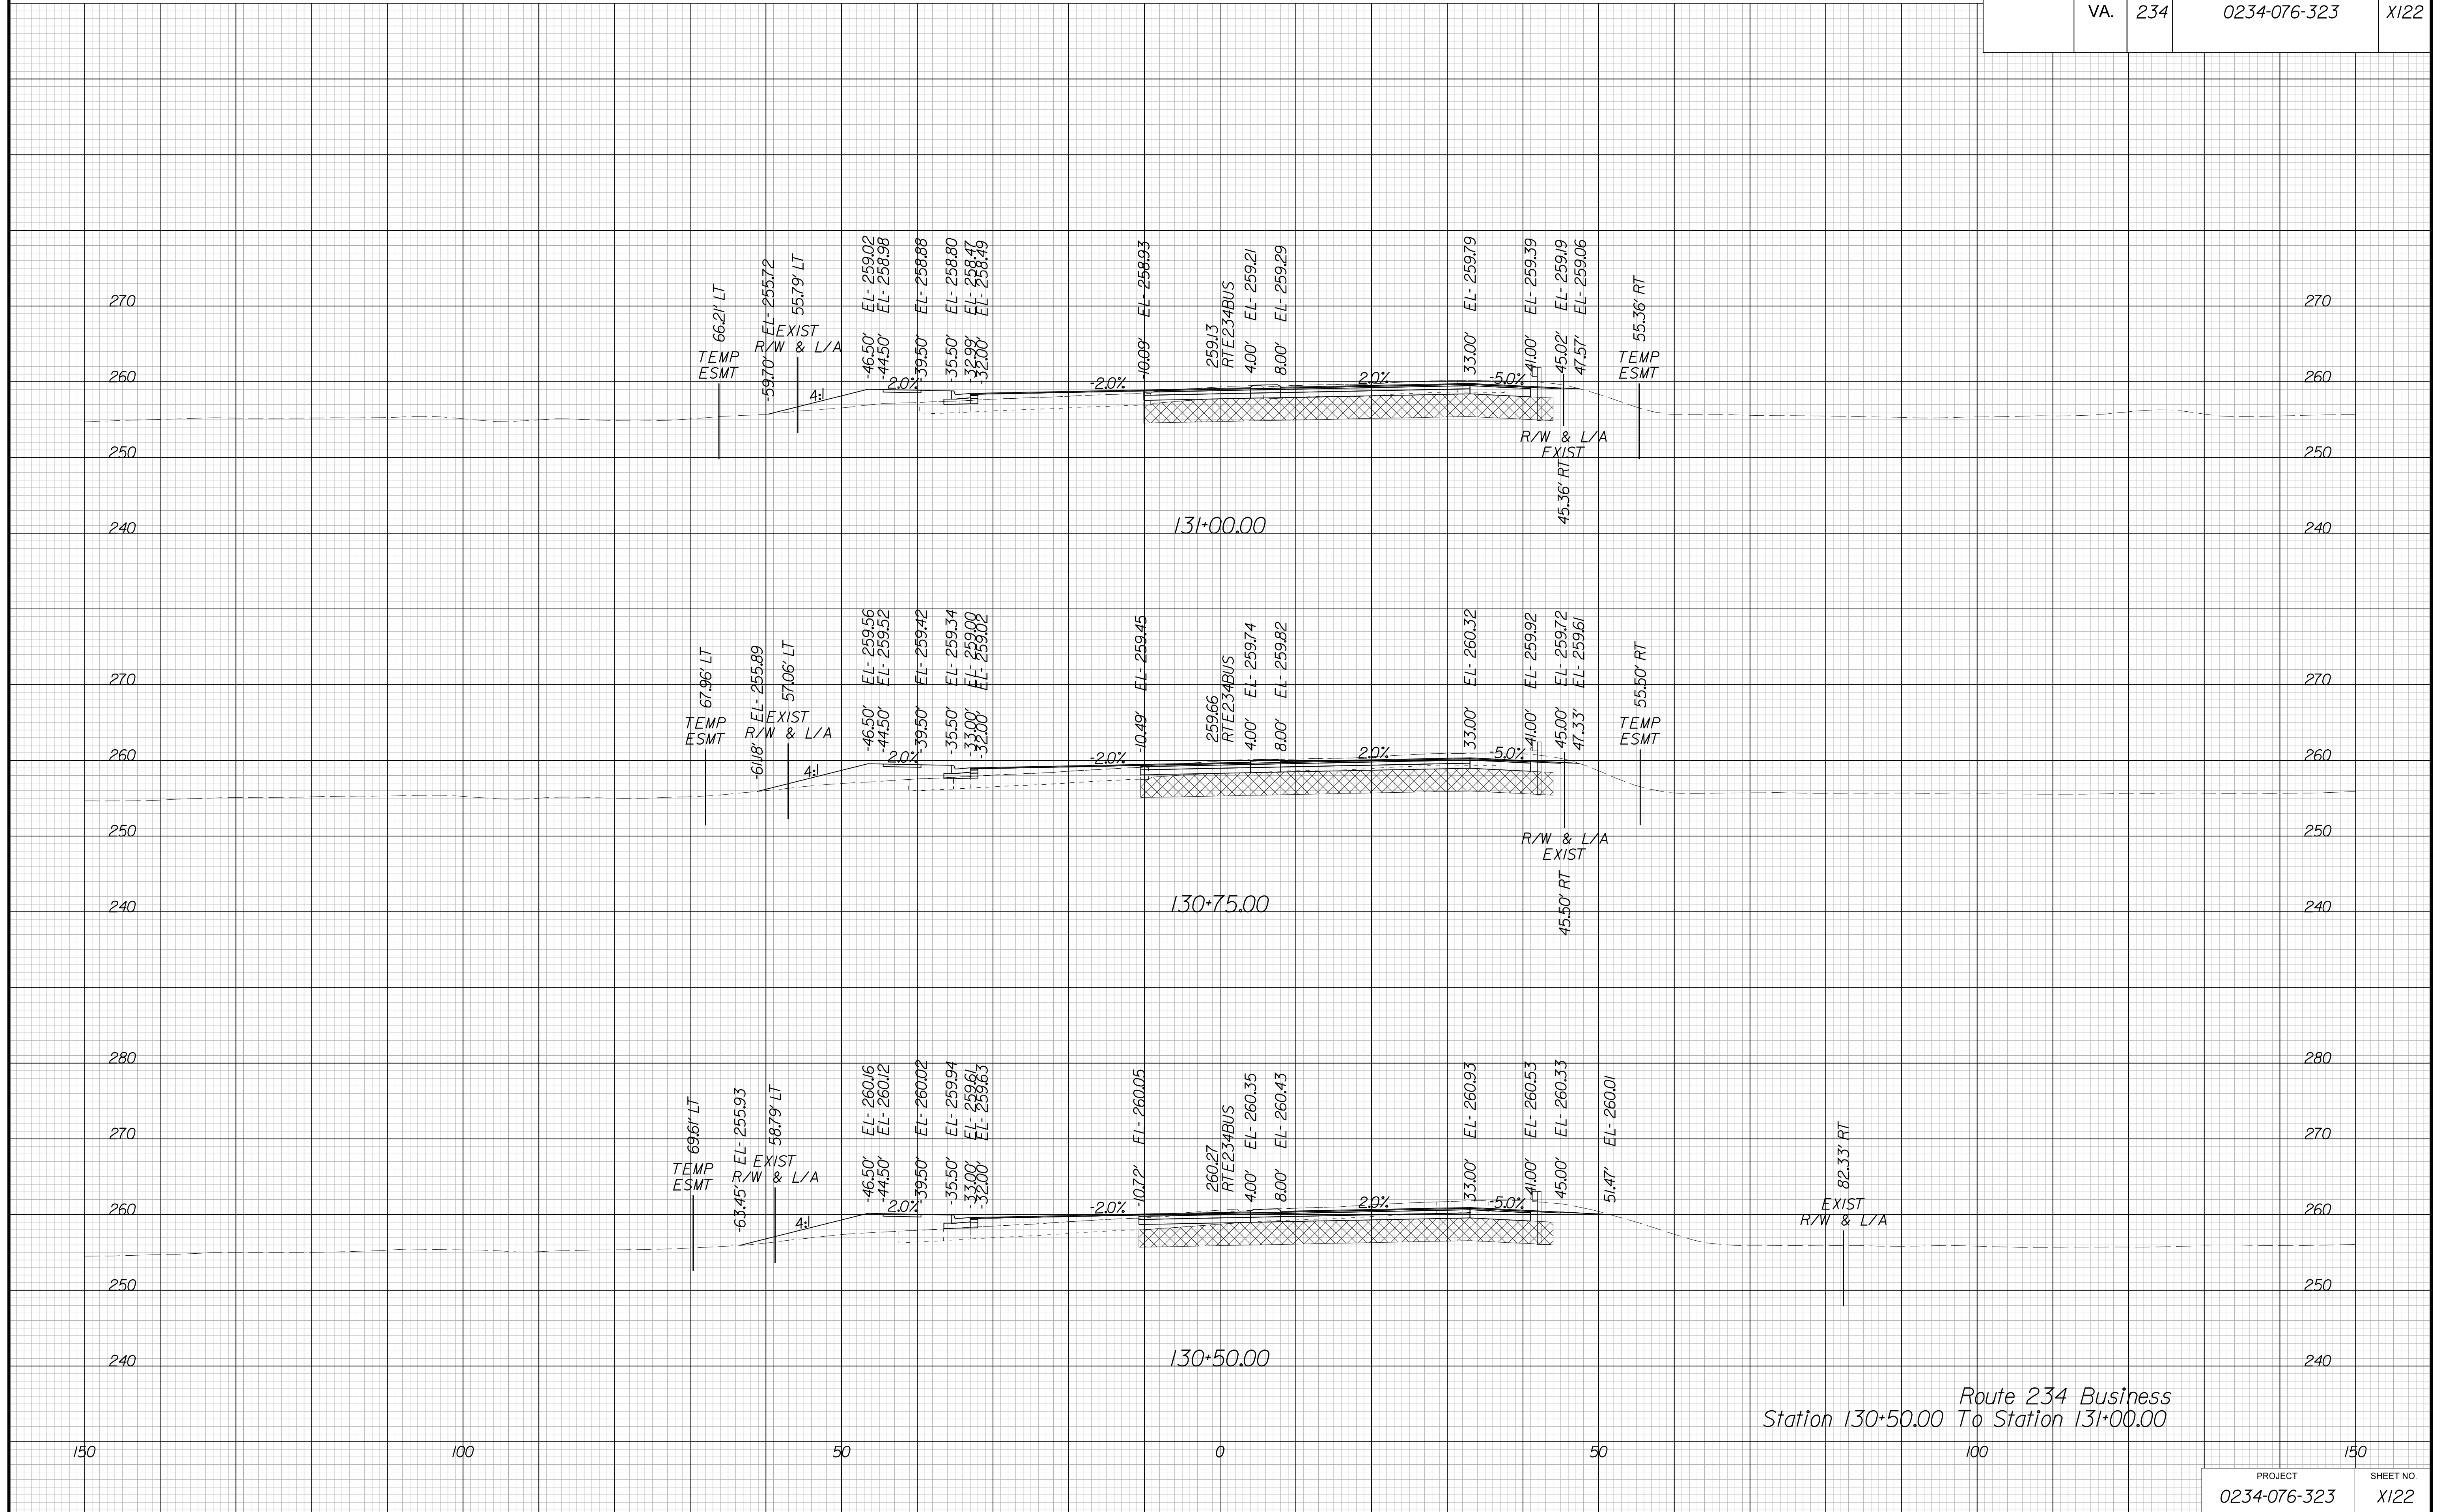 VA. 234 0234-076-323 X122
66.21' LT
TEMP
ESMT
-59.70' EL- 255.72
55.79' LT
EXIST
R/W & L/A
-46.50' EL- 259.02
-44.50' EL- 258.98
-39.50' EL- 258.88
-35.50' EL- 258.80
-32.99' EL- 258.47
-32.00' EL- 258.49
-10.09' EL- 258.93
259.13
RTE234BUS
4.00' EL- 259.21
8.00' EL- 259.29
33.00' EL- 259.79
41.00' EL- 259.39
45.02' EL- 259.19
47.57' EL- 259.06
55.36' RT
TEMP
ESMT
270 270
260 260
4:1 2.0% -2.0% 2.0% -5.0%
R/W & L/A
EXIST
45.36' RT
250 250
240 240
131+00.00
67.96' LT
TEMP
ESMT
-61.18' EL- 255.89
57.06' LT
EXIST
R/W & L/A
-46.50' EL- 259.56
-44.50' EL- 259.52
-39.50' EL- 259.42
-35.50' EL- 259.34
-33.00' EL- 259.00
-32.00' EL- 259.02
-10.49' EL- 259.45
259.66
RTE234BUS
4.00' EL- 259.74
8.00' EL- 259.82
33.00' EL- 260.32
41.00' EL- 259.92
45.00' EL- 259.72
47.33' EL- 259.61
55.50' RT
TEMP
ESMT
270 270
260 260
4:1 2.0% -2.0% 2.0% -5.0%
R/W & L/A
EXIST
45.50' RT
250 250
240 240
130+75.00
280 280
69.61' LT
TEMP
ESMT
-63.45' EL- 255.93
58.79' LT
EXIST
R/W & L/A
-46.50' EL- 260.16
-44.50' EL- 260.12
-39.50' EL- 260.02
-35.50' EL- 259.94
-33.00' EL- 259.61
-32.00' EL- 259.63
-10.72' EL- 260.05
260.27
RTE234BUS
4.00' EL- 260.35
8.00' EL- 260.43
33.00' EL- 260.93
41.00' EL- 260.53
45.00' EL- 260.33
51.47' EL- 260.01
82.33' RT
EXIST
R/W & L/A
270 270
260 260
4:1 2.0% -2.0% 2.0% -5.0%
250 250
240 240
130+50.00
Route 234 Business
Station 130+50.00 To Station 131+00.00
150 100 50 0 50 100 150
PROJECT SHEET NO.
0234-076-323 X122